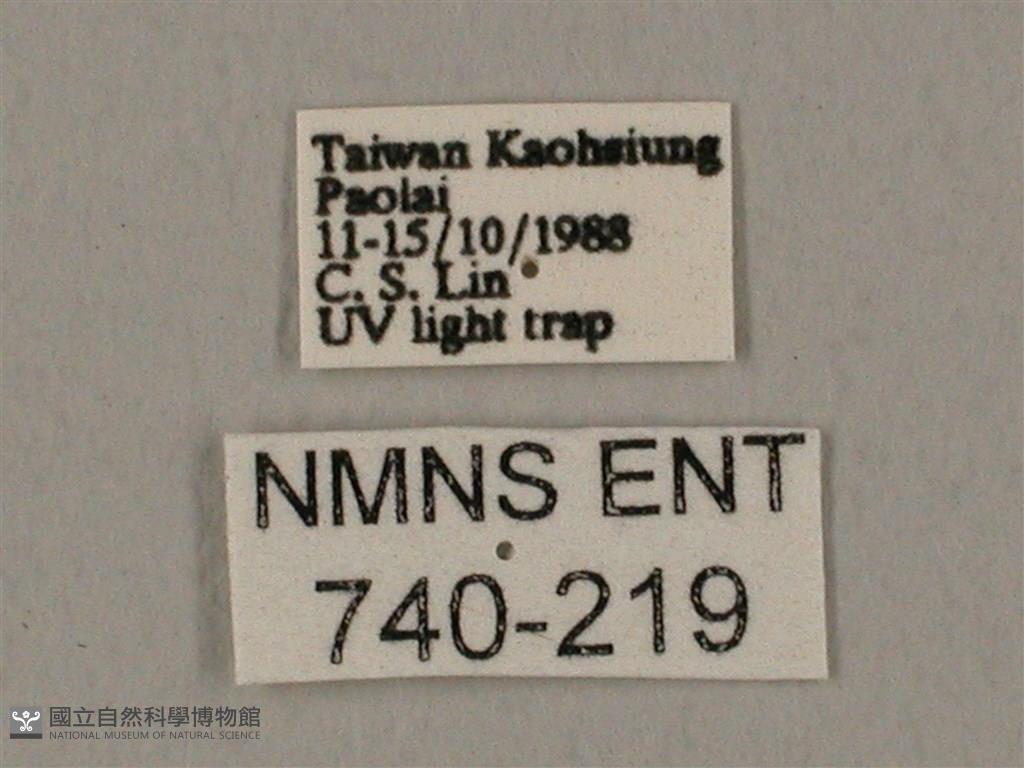 Taiwan Kaohsiung
Paolai
11-15/10/1988
C. S. Lin
UV light trap
NMNS ENT
740-219
國立自然科學博物館
NATIONAL MUSEUM OF NATURAL SCIENCE